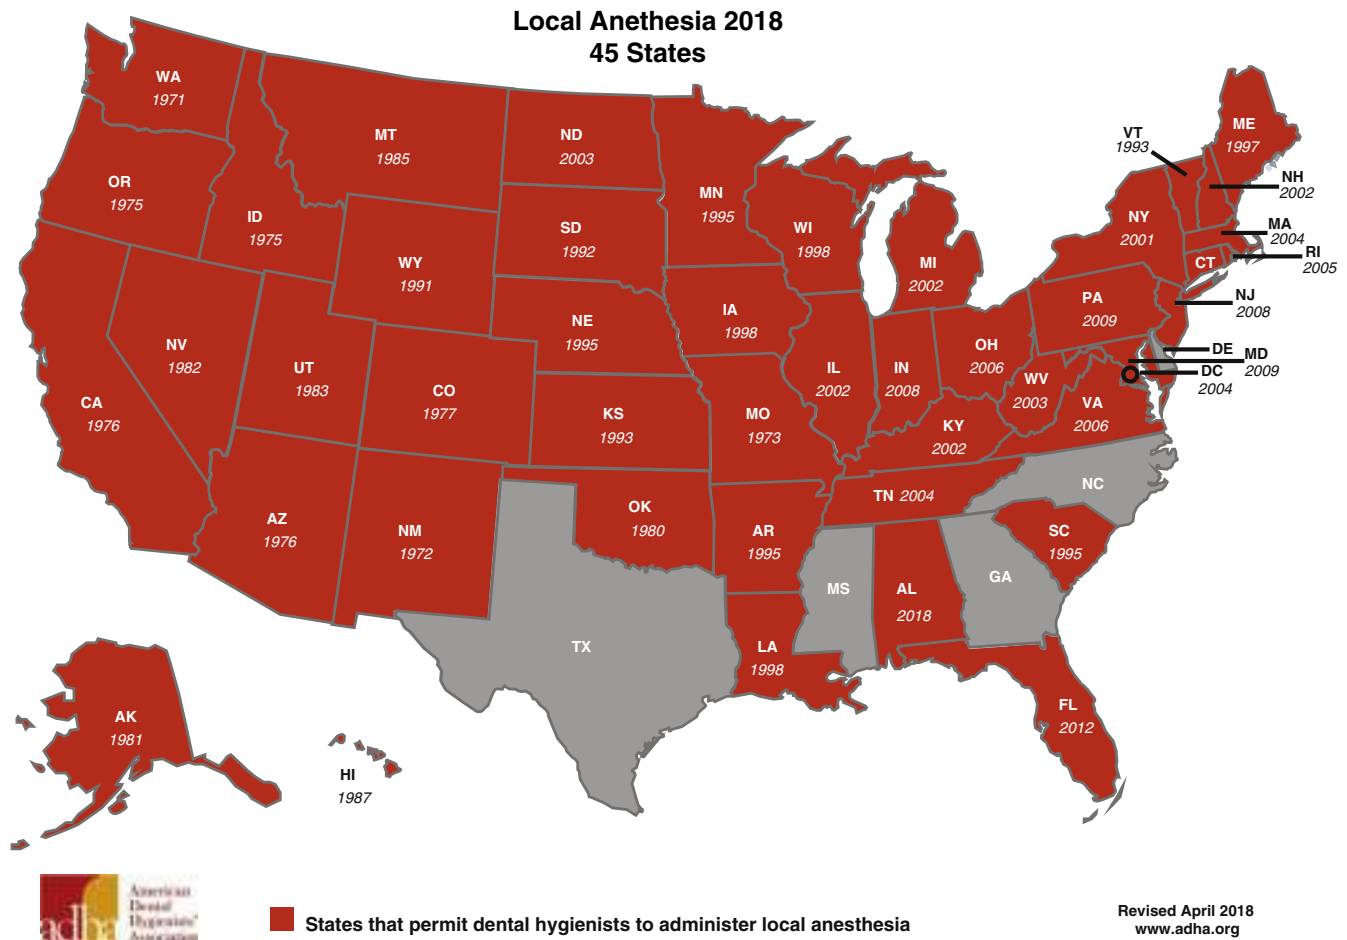 Local Anethesia 2018
45 States
WA
1971
MT
1985
ND
2003
MN
1995
VT
1993
ME
1997
NH
2002
OR
1975
ID
1975
SD
1992
WI
1998
NY
2001
MA
2004
RI
2005
WY
1991
MI
2002
CT
NJ
2008
PA
2009
NE
1995
IA
1998
NV
1982
UT
1983
CO
1977
IL
2002
IN
2008
OH
2006
WV
2003
DE
MD
2009
DC
2004
CA
1976
KS
1993
MO
1973
KY
2002
VA
2006
NC
TN 2004
AZ
1976
NM
1972
OK
1980
AR
1995
SC
1995
MS
AL
2018
GA
TX
LA
1998
FL
2012
AK
1981
HI
1987
adha
American
Dental
Hygienists'
Association
States that permit dental hygienists to administer local anesthesia
Revised April 2018
www.adha.org